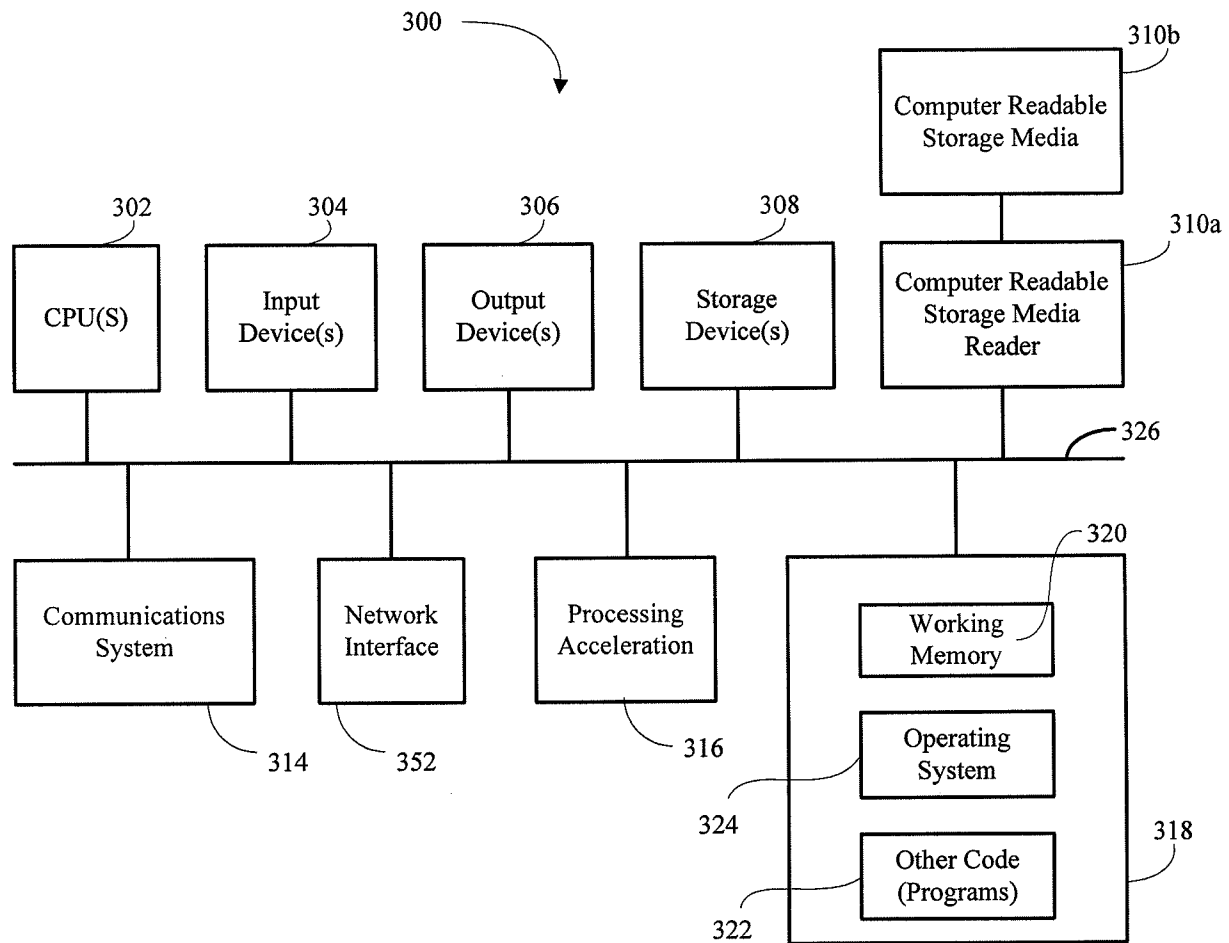 300
310b
Computer Readable
Storage Media
302
304
306
308
310a
CPU(S)
Input
Device(s)
Output
Device(s)
Storage
Device(s)
Computer Readable
Storage Media
Reader
326
Communications
System
Network
Interface
Processing
Acceleration
320
Working
Memory
314
352
316
Operating
System
324
Other Code
(Programs)
318
322